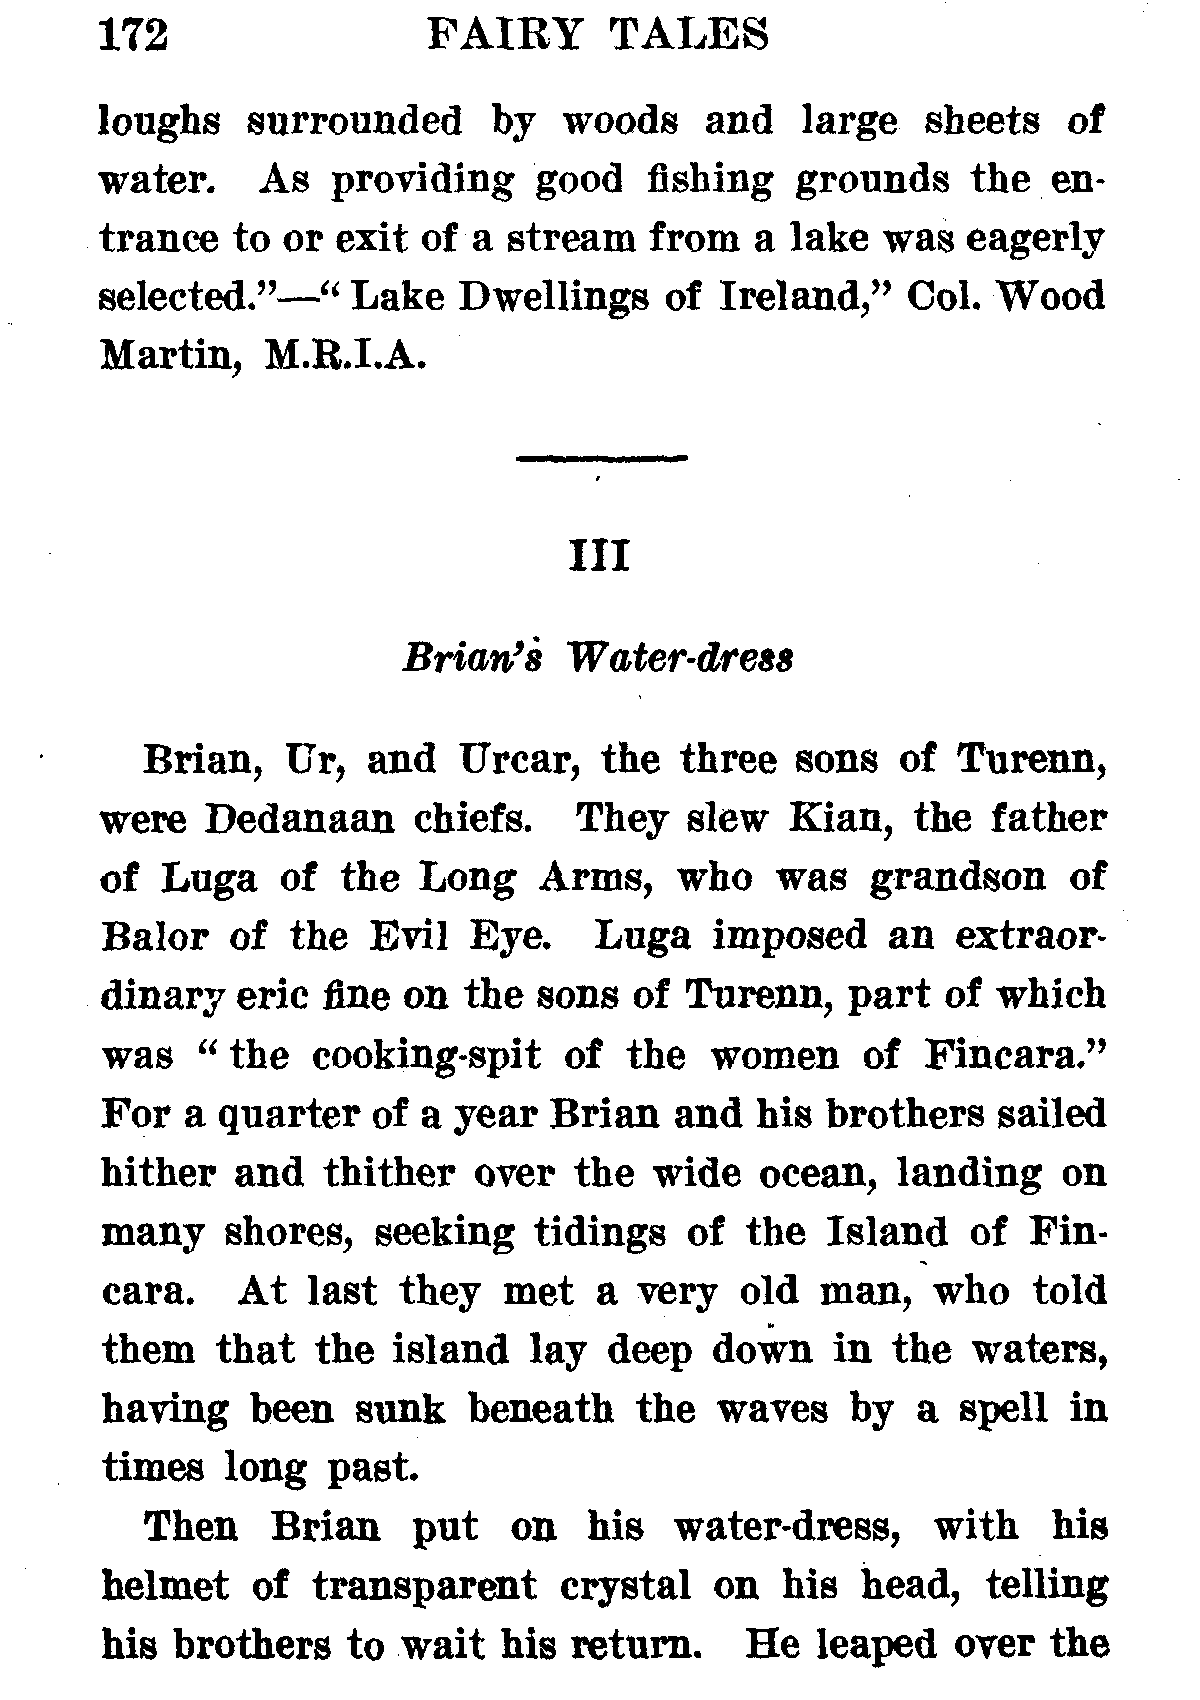 172 FAIRY TALES
loughs surrounded by woods and large sheets of
water. As providing good fishing grounds the en-
trance to or exit of a stream from a lake was eagerly
selected."—"Lake Dwellings of Ireland," Col. Wood
Martin, M.R.I.A.
III
Brian's Water-dress
Brian, Ur, and Urcar, the three sons of Turenn,
were Dedanaan chiefs. They slew Kian, the father
of Luga of the Long Arms, who was grandson of
Balor of the Evil Eye. Luga imposed an extraor-
dinary eric fine on the sons of Turenn, part of which
was "the cooking-spit of the women of Fincara."
For a quarter of a year Brian and his brothers sailed
hither and thither over the wide ocean, landing on
many shores, seeking tidings of the Island of Fin-
cara. At last they met a very old man, who told
them that the island lay deep down in the waters,
having been sunk beneath the waves by a spell in
times long past.
Then Brian put on his water-dress, with his
helmet of transparent crystal on his head, telling
his brothers to wait his return. He leaped over the